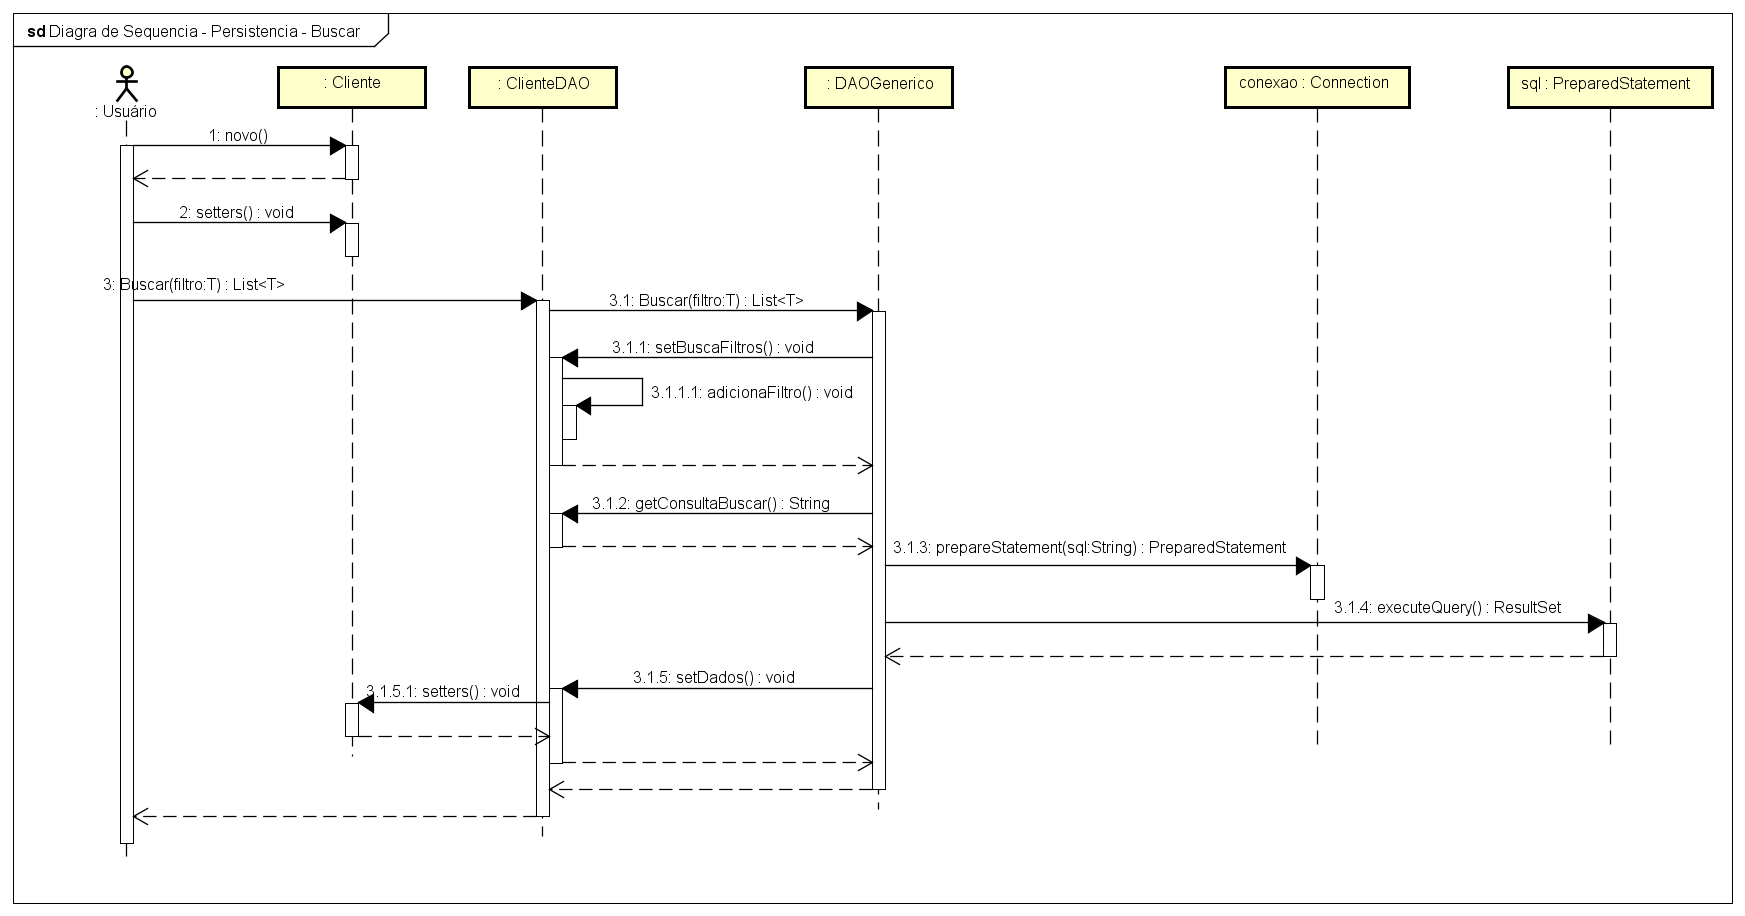 sd Diagra de Sequencia - Persistencia - Buscar
: Usuário
: Cliente
: ClienteDAO
: DAOGenerico
conexao : Connection
sql : PreparedStatement
1: novo()
2: setters() : void
3: Buscar(filtro:T) : List<T>
3.1: Buscar(filtro:T) : List<T>
3.1.1: setBuscaFiltros() : void
3.1.1.1: adicionaFiltro() : void
3.1.2: getConsultaBuscar() : String
3.1.3: prepareStatement(sql:String) : PreparedStatement
3.1.4: executeQuery() : ResultSet
3.1.5: setDados() : void
3.1.5.1: setters() : void